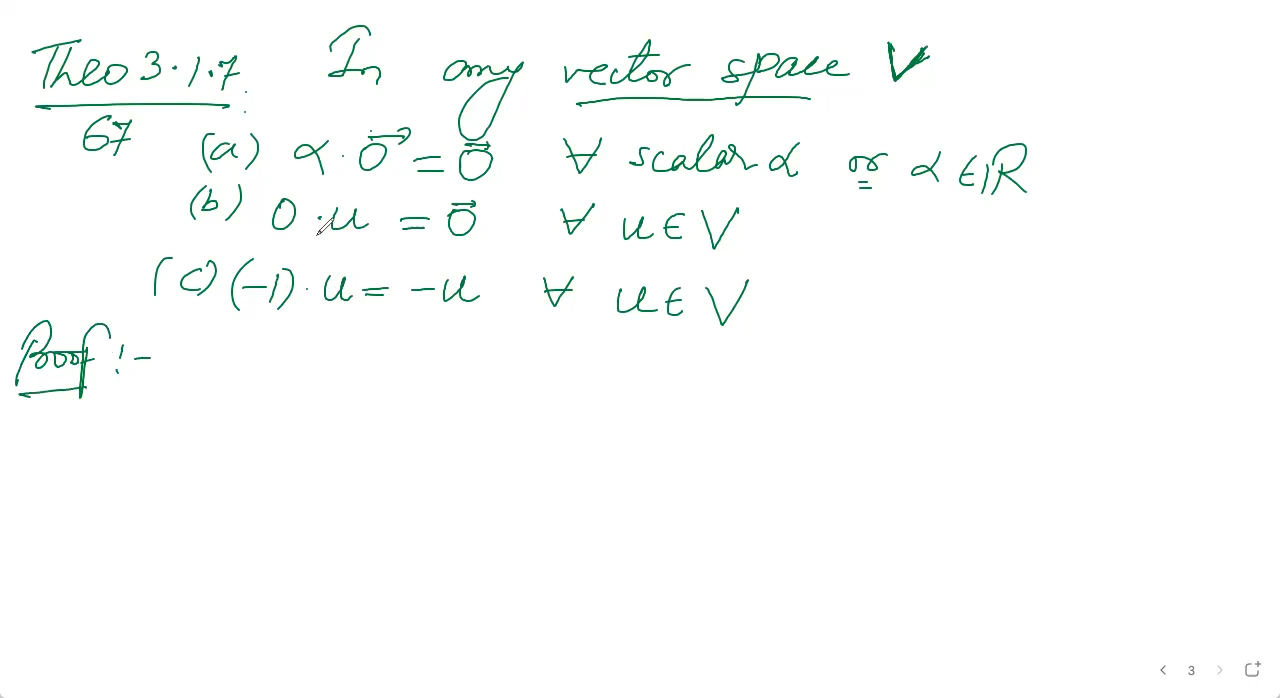 Theo 3.1.7: In any vector space V
67
(a) α · 0⃗ = 0⃗ ∀ scalar α or α ∈ ℝ
(b) 0 · u = 0⃗ ∀ u ∈ V
(c) (-1) · u = -u ∀ u ∈ V
Proof :-
< 3 >